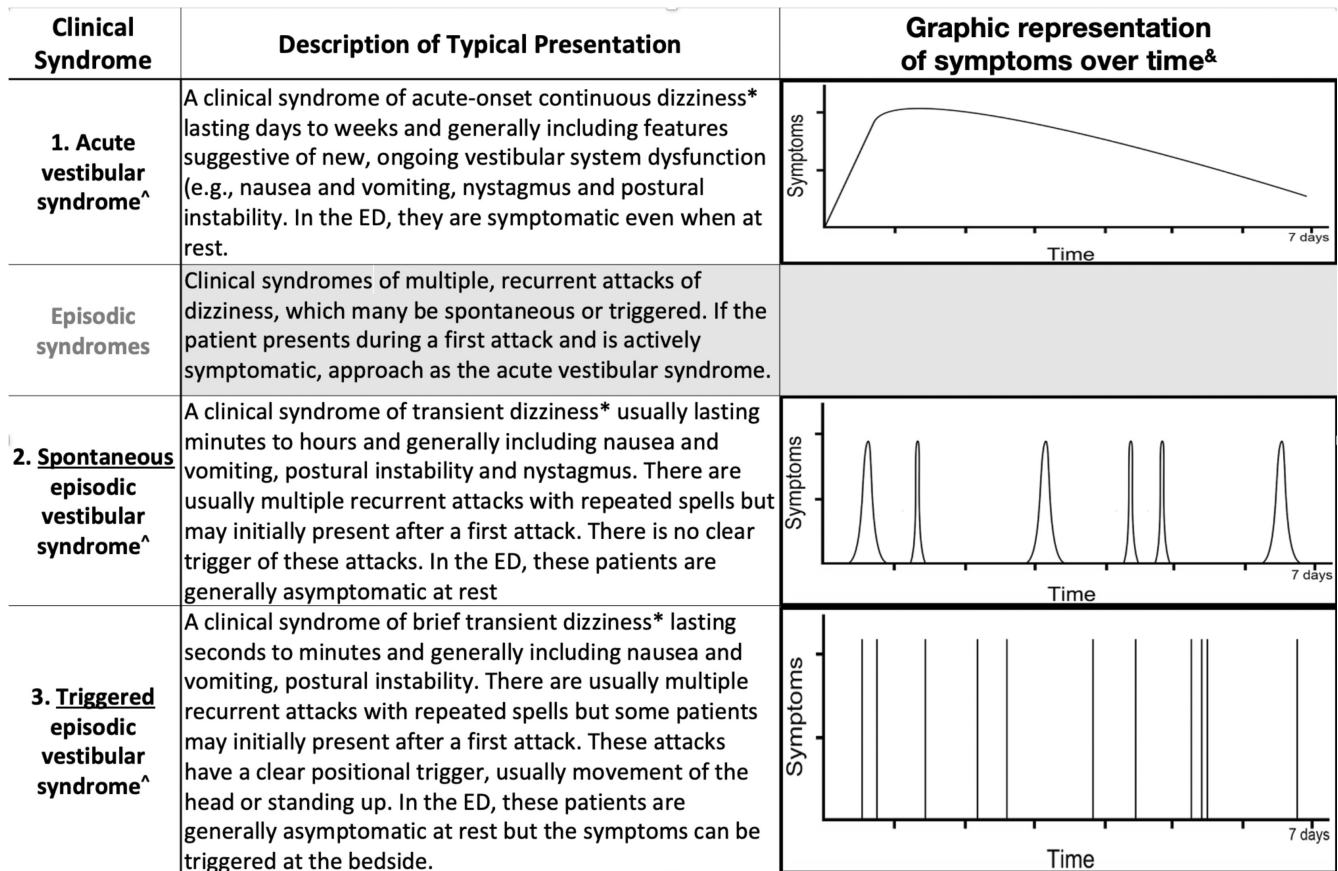 Clinical
Syndrome
Description of Typical Presentation
Graphic representation
of symptoms over time&
1. Acute
vestibular
syndrome^
A clinical syndrome of acute-onset continuous dizziness*
lasting days to weeks and generally including features
suggestive of new, ongoing vestibular system dysfunction
(e.g., nausea and vomiting, nystagmus and postural
instability. In the ED, they are symptomatic even when at
rest.
Symptoms
7 days
Time
Episodic
syndromes
Clinical syndromes of multiple, recurrent attacks of
dizziness, which many be spontaneous or triggered. If the
patient presents during a first attack and is actively
symptomatic, approach as the acute vestibular syndrome.
2. Spontaneous
episodic
vestibular
syndrome^
A clinical syndrome of transient dizziness* usually lasting
minutes to hours and generally including nausea and
vomiting, postural instability and nystagmus. There are
usually multiple recurrent attacks with repeated spells but
may initially present after a first attack. There is no clear
trigger of these attacks. In the ED, these patients are
generally asymptomatic at rest
Symptoms
7 days
Time
3. Triggered
episodic
vestibular
syndrome^
A clinical syndrome of brief transient dizziness* lasting
seconds to minutes and generally including nausea and
vomiting, postural instability. There are usually multiple
recurrent attacks with repeated spells but some patients
may initially present after a first attack. These attacks
have a clear positional trigger, usually movement of the
head or standing up. In the ED, these patients are
generally asymptomatic at rest but the symptoms can be
triggered at the bedside.
Symptoms
7 days
Time